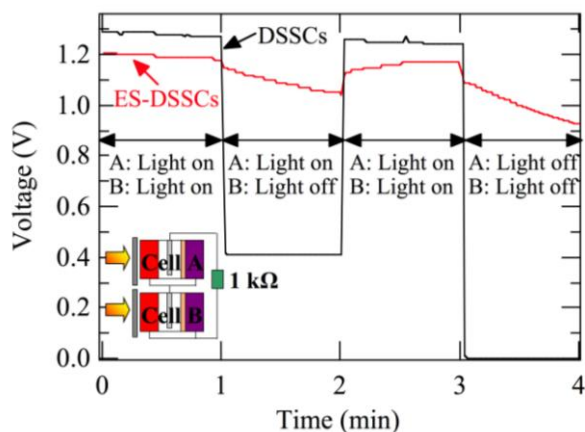 DSSCs
ES-DSSCs
Voltage (V)
1.2
1.0
0.8
0.6
0.4
0.2
0.0
A: Light on
B: Light on
A: Light on
B: Light off
A: Light on
B: Light on
A: Light off
B: Light off
Cell A
1 kΩ
Cell B
0
1
2
3
4
Time (min)